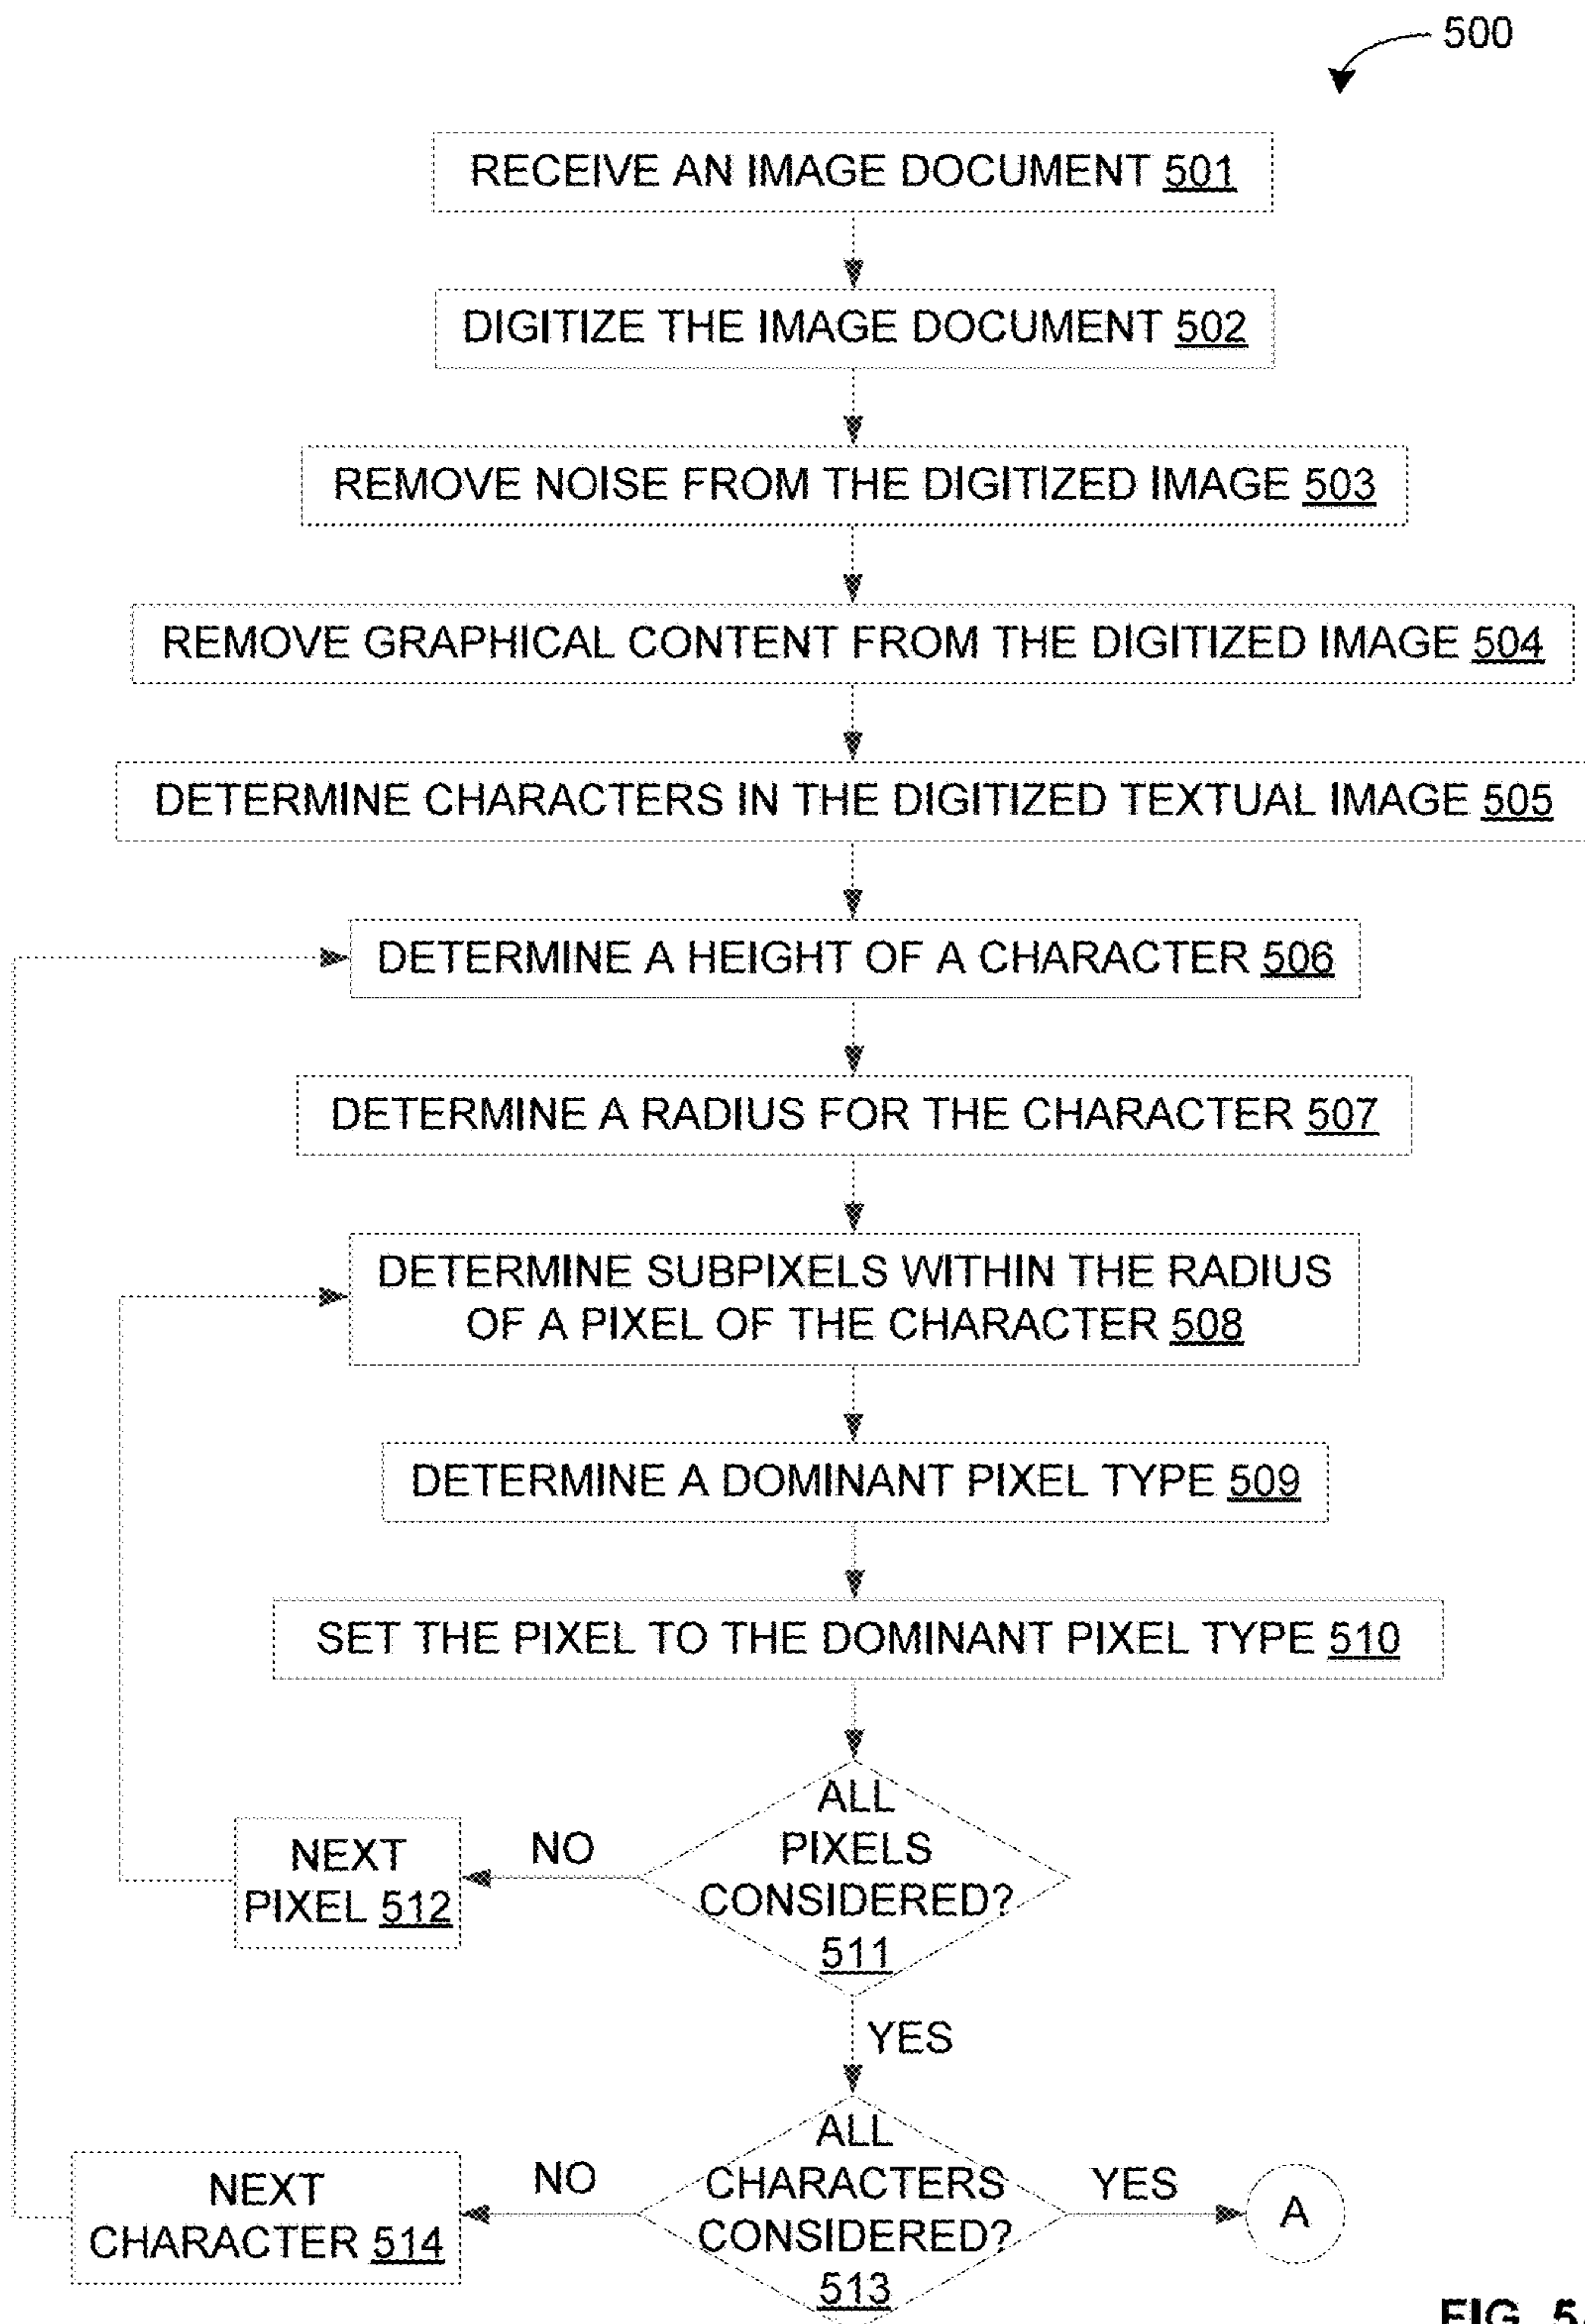 500
RECEIVE AN IMAGE DOCUMENT 501
DIGITIZE THE IMAGE DOCUMENT 502
REMOVE NOISE FROM THE DIGITIZED IMAGE 503
REMOVE GRAPHICAL CONTENT FROM THE DIGITIZED IMAGE 504
DETERMINE CHARACTERS IN THE DIGITIZED TEXTUAL IMAGE 505
DETERMINE A HEIGHT OF A CHARACTER 506
DETERMINE A RADIUS FOR THE CHARACTER 507
DETERMINE SUBPIXELS WITHIN THE RADIUS
OF A PIXEL OF THE CHARACTER 508
DETERMINE A DOMINANT PIXEL TYPE 509
SET THE PIXEL TO THE DOMINANT PIXEL TYPE 510
ALL
PIXELS
CONSIDERED?
511
NO
NEXT
PIXEL 512
YES
ALL
CHARACTERS
CONSIDERED?
513
NO
NEXT
CHARACTER 514
YES
A
FIG.